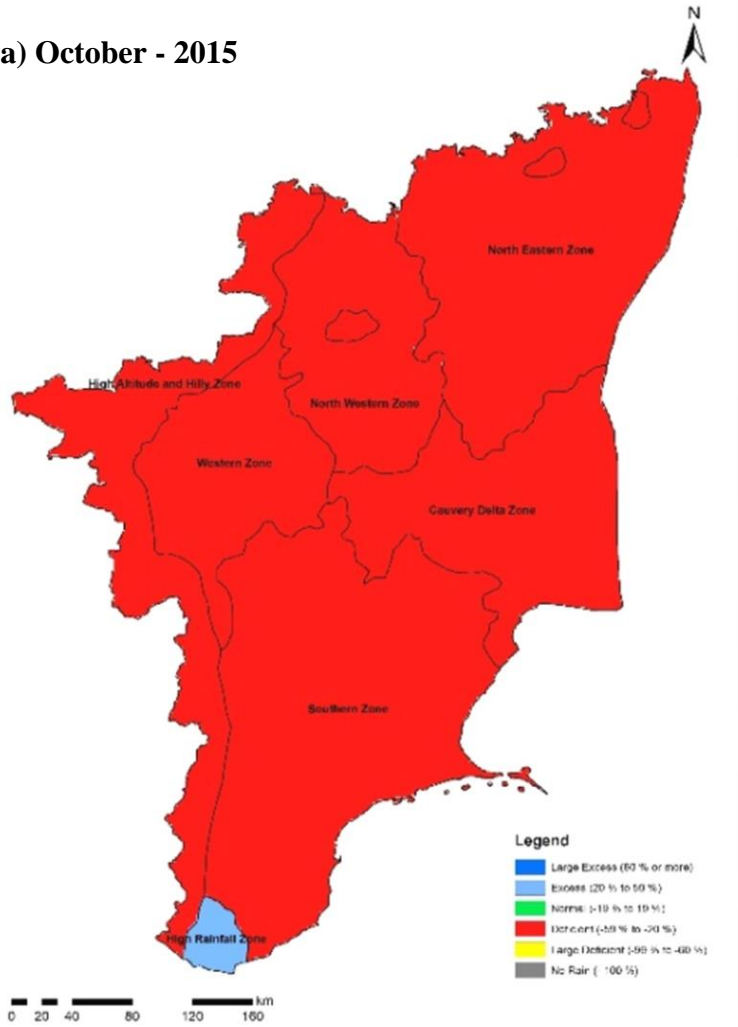 a) October - 2015
N
North Eastern Zone
High Altitude and Hilly Zone
North Western Zone
Western Zone
Cauvery Delta Zone
Southern Zone
High Rainfall Zone
Legend
Large Excess (60 % or more)
Excess (20 % to 59 %)
Normal (-19 % to 19 %)
Deficient (-59 % to -20 %)
Large Deficient (-99 % to -60 %)
No Rain (- 100 %)
km
0 20 40 80 120 160